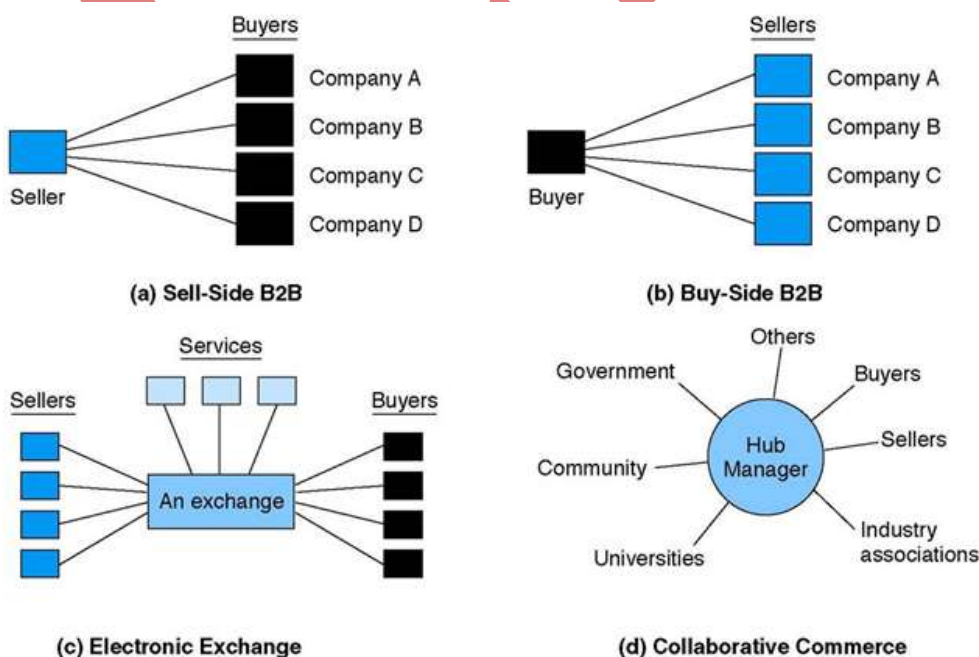 Buyers
Company A
Company B
Company C
Company D
Seller
(a) Sell-Side B2B
Sellers
Company A
Company B
Company C
Company D
Buyer
(b) Buy-Side B2B
Services
Sellers
Buyers
An exchange
(c) Electronic Exchange
Others
Government
Buyers
Hub
Manager
Sellers
Community
Universities
Industry
associations
(d) Collaborative Commerce